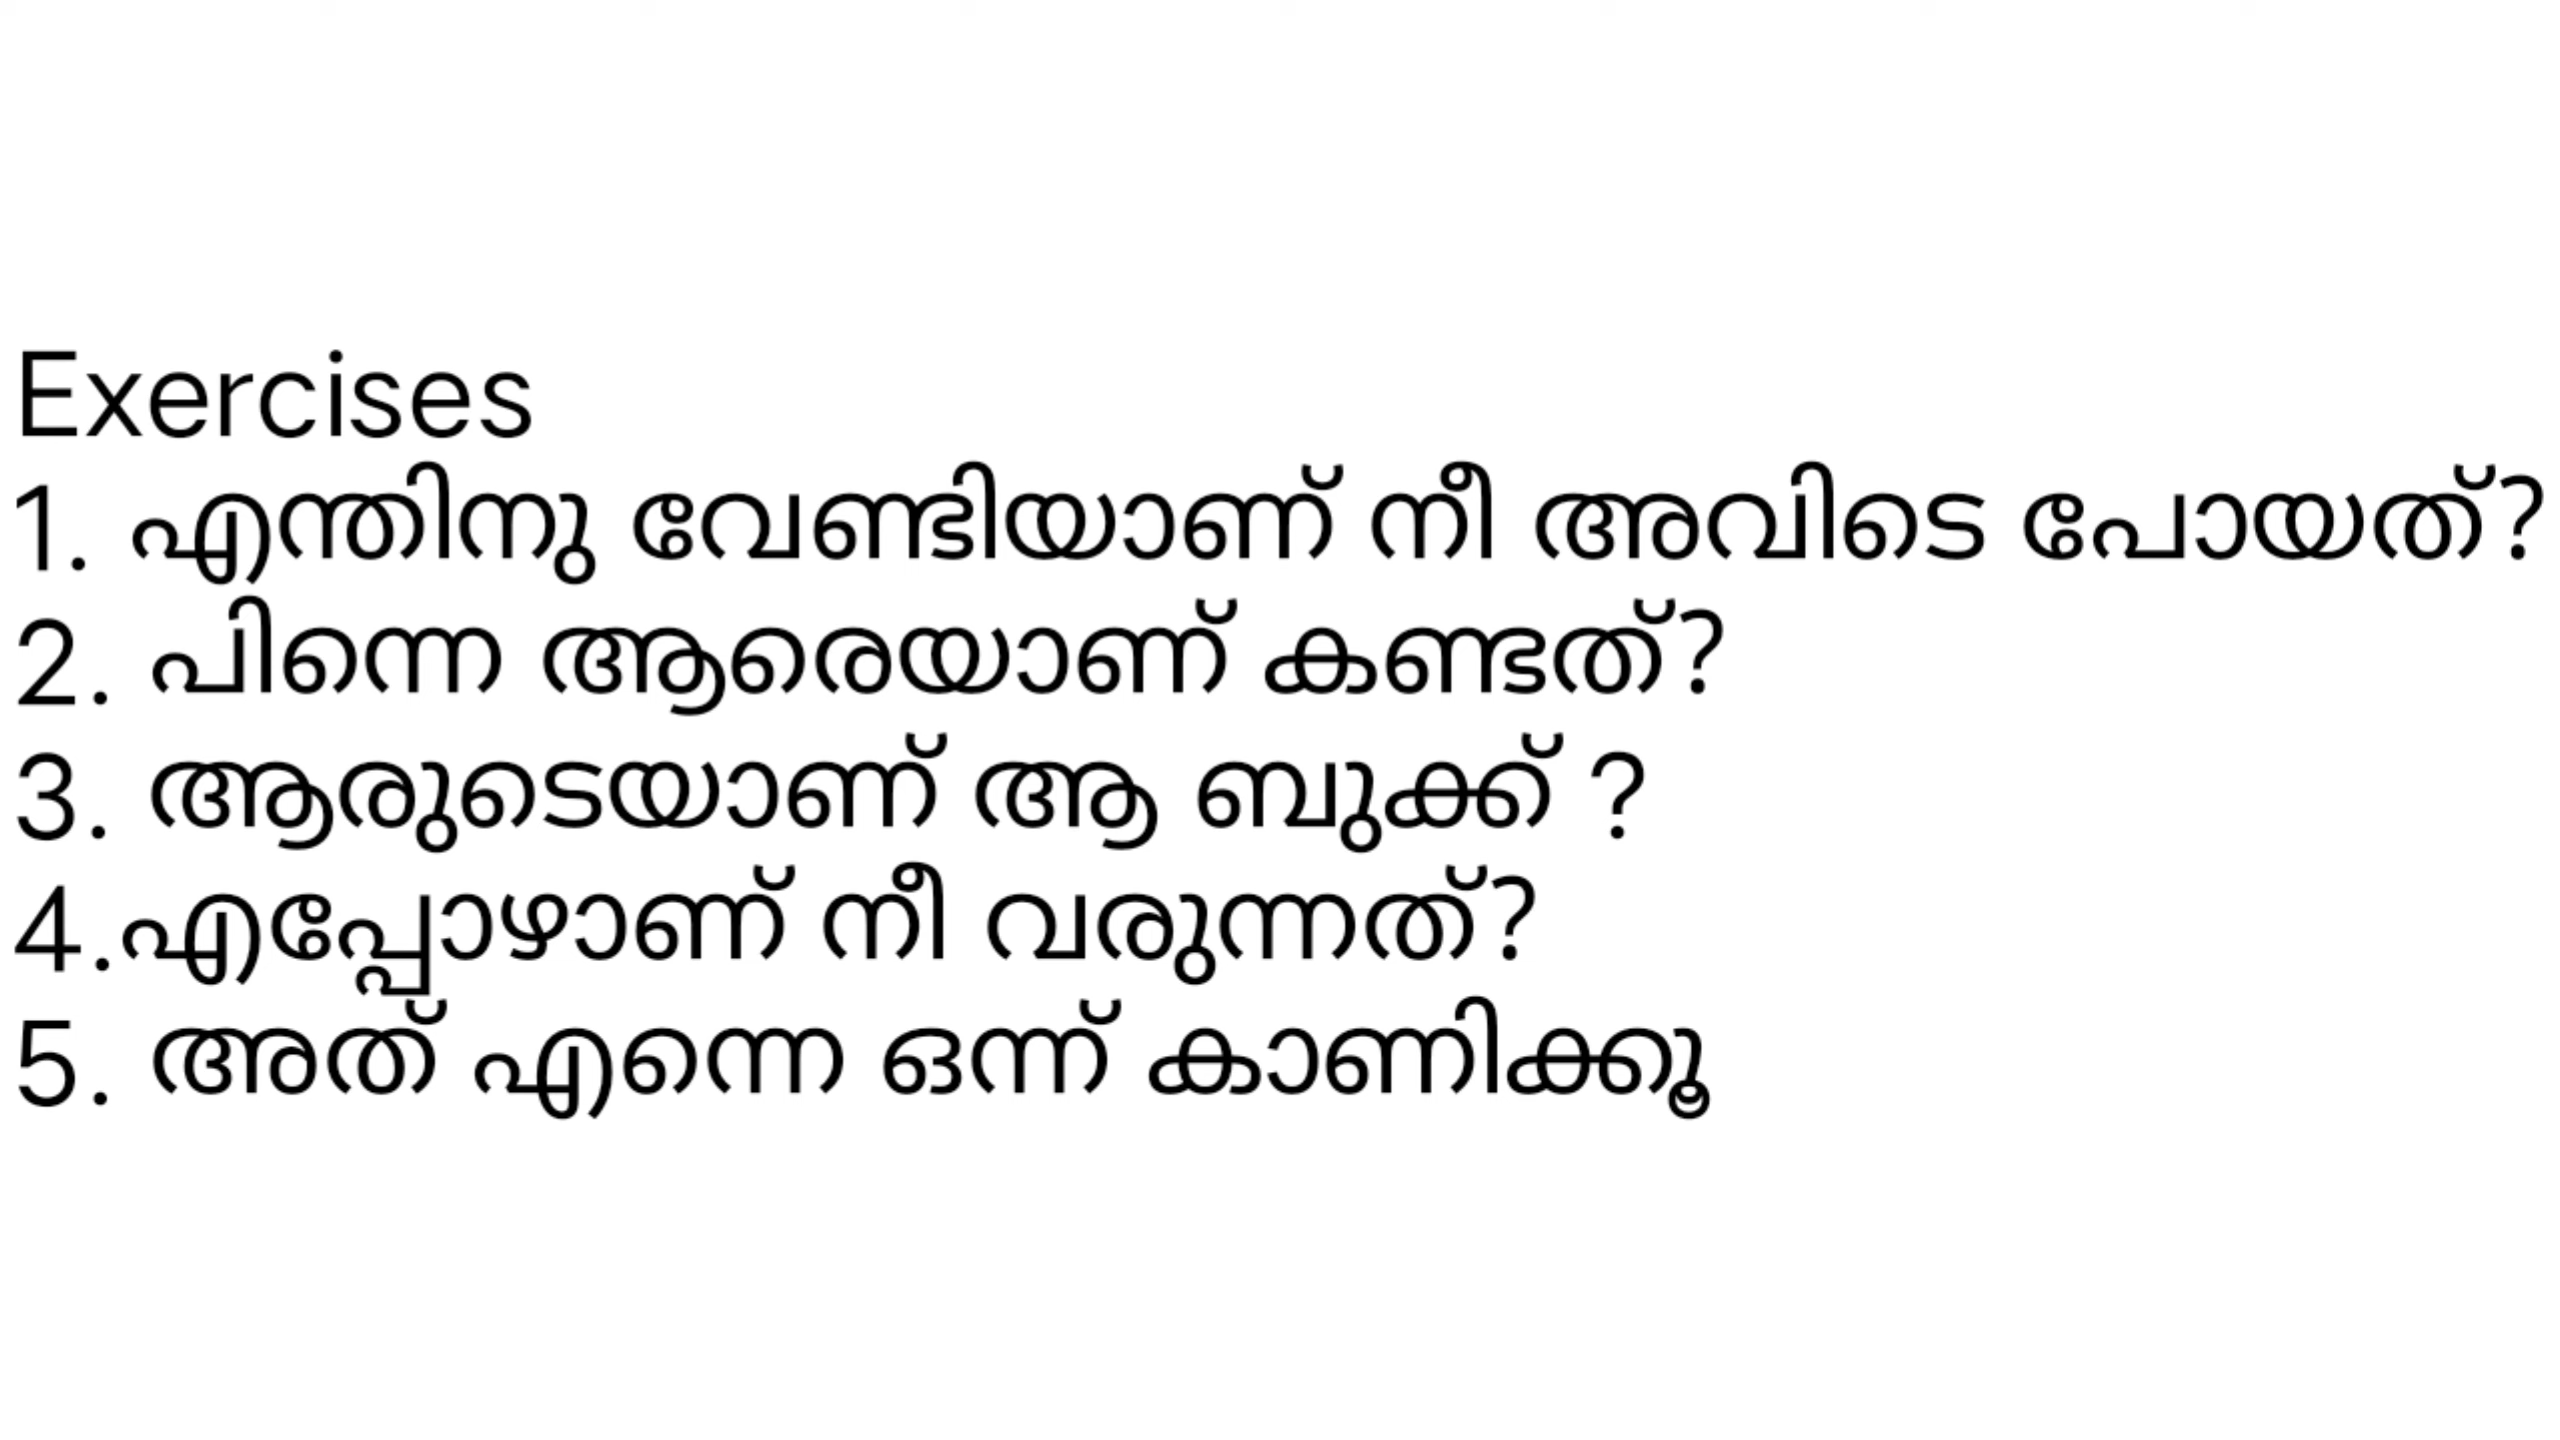 Exercises
1. എന്തിനു വേണ്ടിയാണ് നീ അവിടെ പോയത്?
2. പിന്നെ ആരെയാണ് കണ്ടത്?
3. ആരുടെയാണ് ആ ബുക്ക് ?
4.എപ്പോഴാണ് നീ വരുന്നത്?
5. അത് എന്നെ ഒന്ന് കാണിക്കൂ